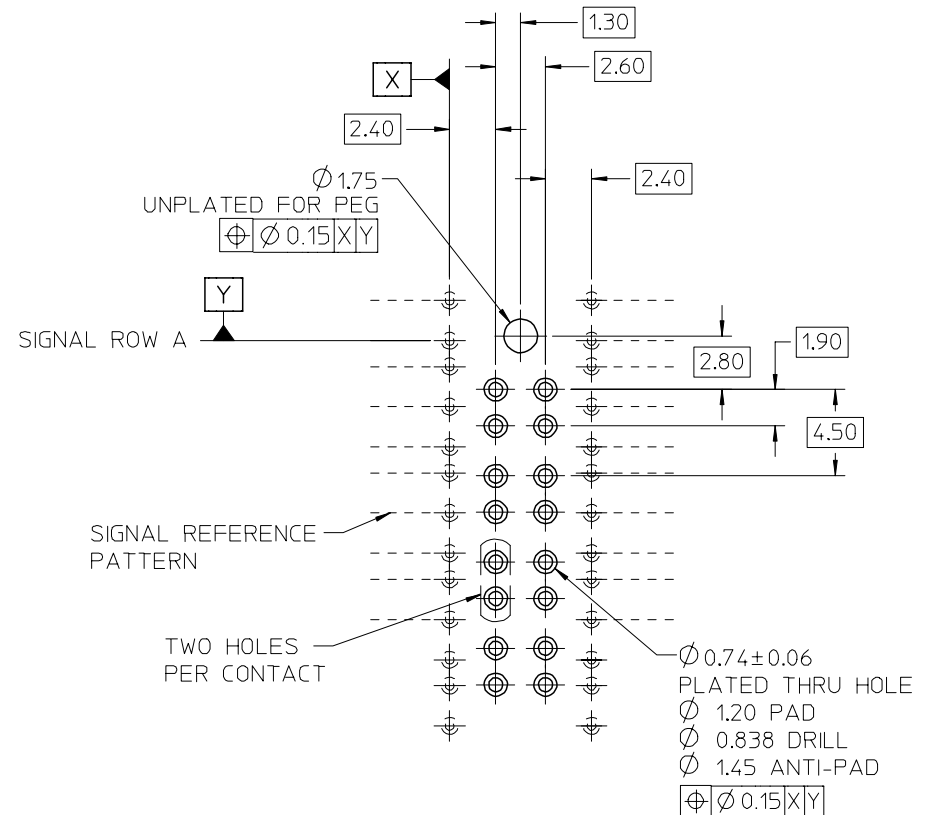 1.30
X
2.60
2.40
2.40
Ø 1.75
UNPLATED FOR PEG
⌖ Ø 0.15 X Y
Y
SIGNAL ROW A
1.90
2.80
4.50
SIGNAL REFERENCE
PATTERN
TWO HOLES
PER CONTACT
Ø 0.74±0.06
PLATED THRU HOLE
Ø 1.20 PAD
Ø 0.838 DRILL
Ø 1.45 ANTI-PAD
⌖ Ø 0.15 X Y